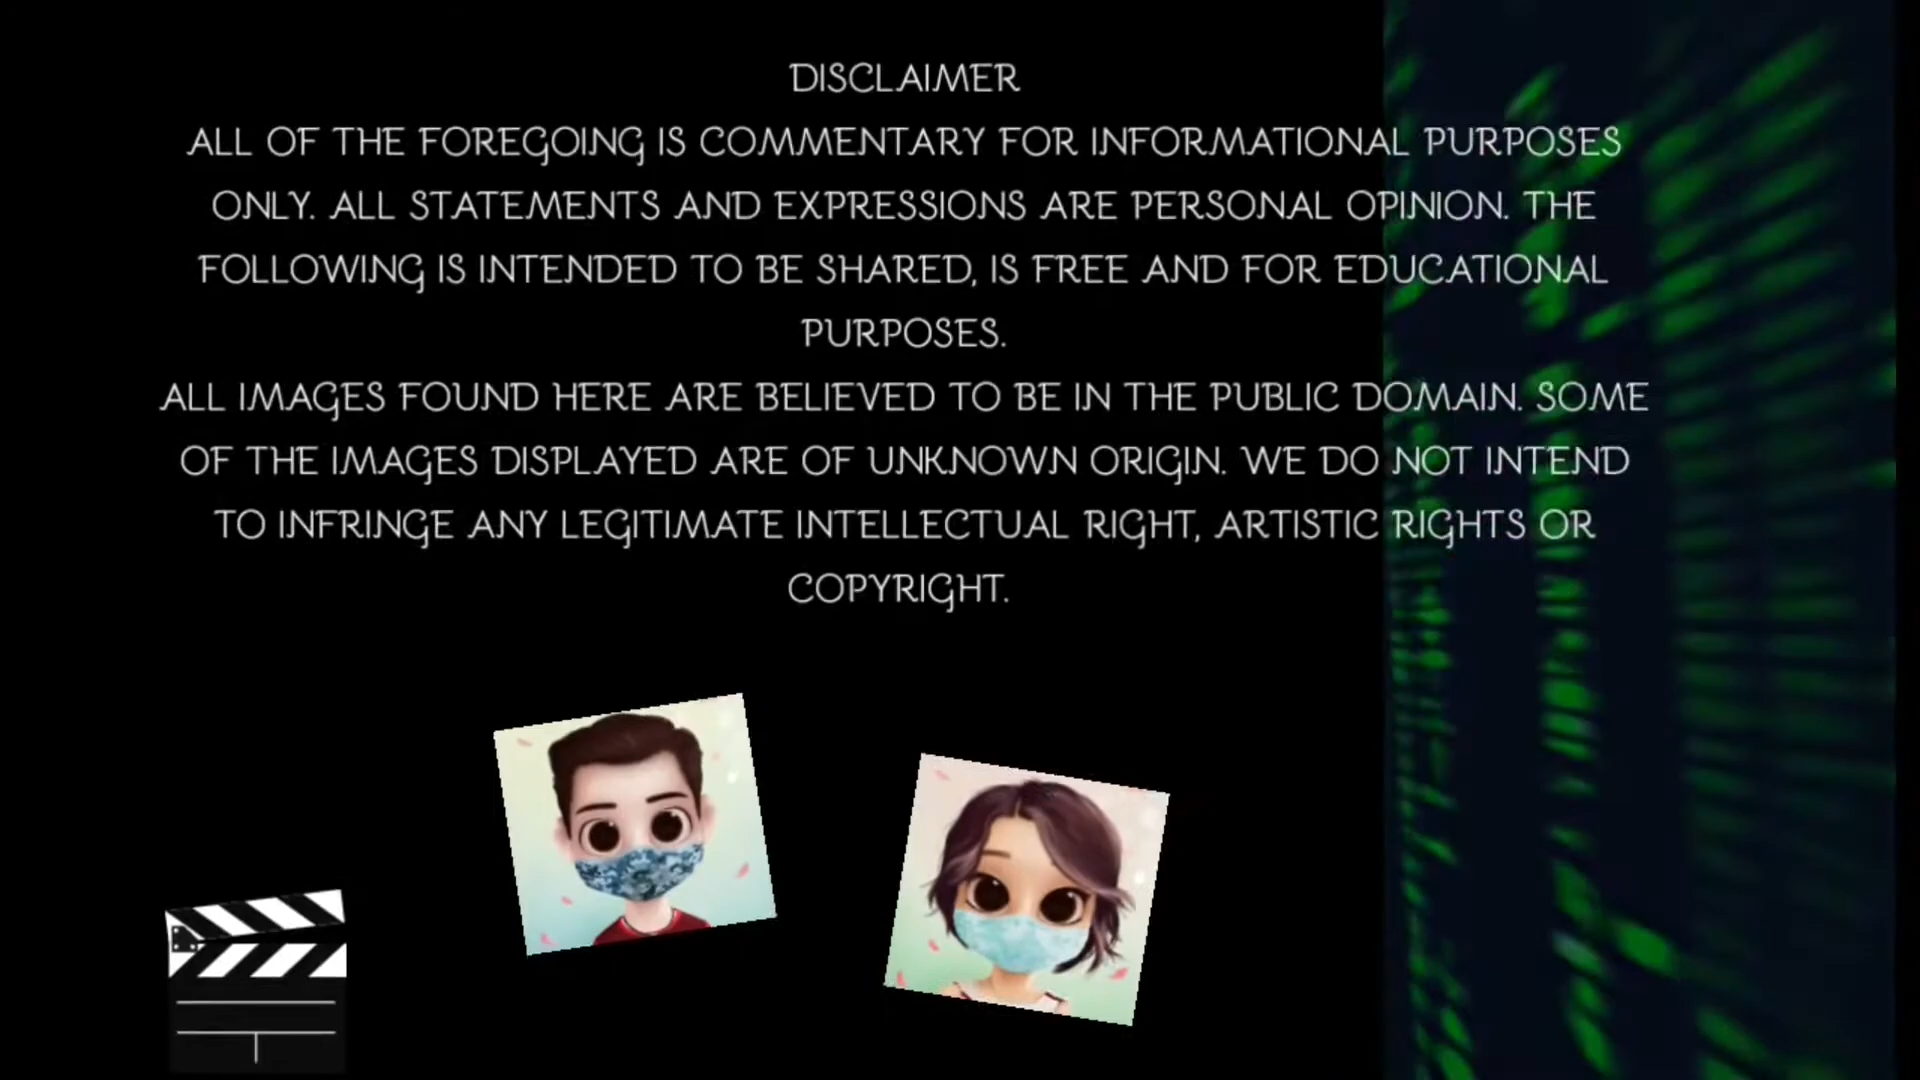 DISCLAIMER
ALL OF THE FOREGOING IS COMMENTARY FOR INFORMATIONAL PURPOSES
ONLY. ALL STATEMENTS AND EXPRESSIONS ARE PERSONAL OPINION. THE
FOLLOWING IS INTENDED TO BE SHARED, IS FREE AND FOR EDUCATIONAL
PURPOSES.
ALL IMAGES FOUND HERE ARE BELIEVED TO BE IN THE PUBLIC DOMAIN. SOME
OF THE IMAGES DISPLAYED ARE OF UNKNOWN ORIGIN. WE DO NOT INTEND
TO INFRINGE ANY LEGITIMATE INTELLECTUAL RIGHT, ARTISTIC RIGHTS OR
COPYRIGHT.